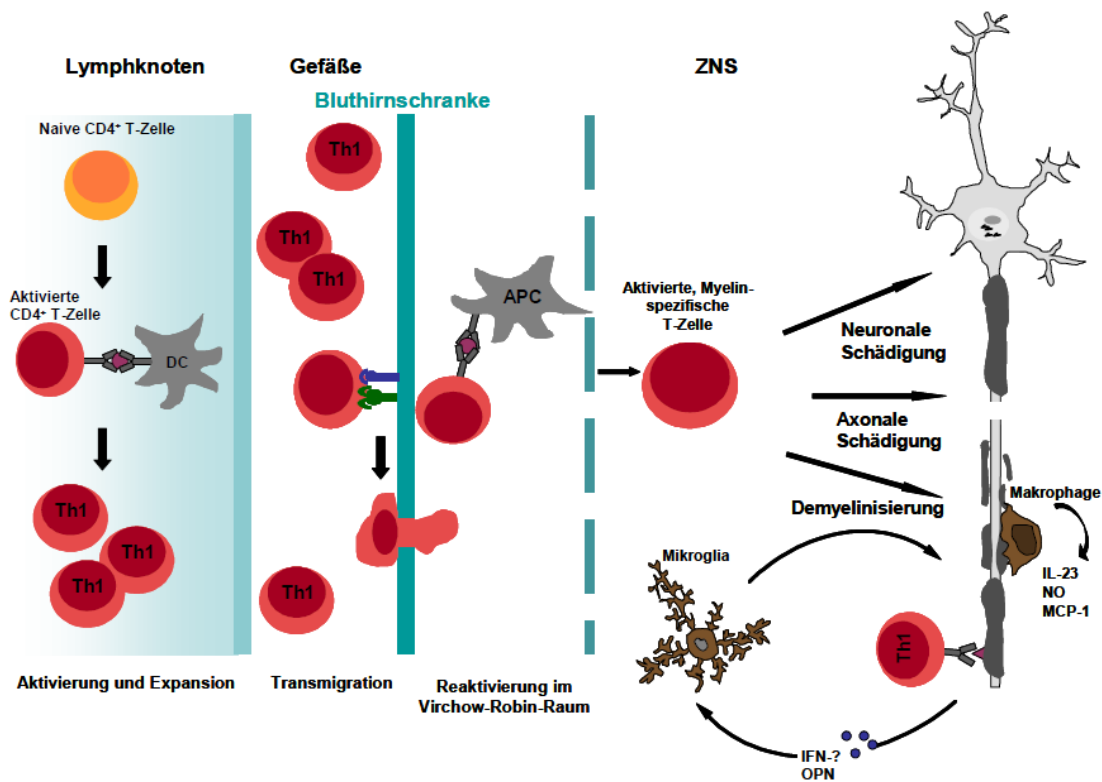 Lymphknoten
Gefäße
ZNS
Bluthirnschranke
Naive CD4⁺ T-Zelle
Aktivierte
CD4⁺ T-Zelle
DC
Th1
Th1
Th1
Th1
Th1
Th1
Th1
APC
Aktivierte, Myelin-
spezifische
T-Zelle
Neuronale
Schädigung
Axonale
Schädigung
Demyelinisierung
Makrophage
IL-23
NO
MCP-1
Mikroglia
Th1
IFN-?
OPN
Aktivierung und Expansion
Transmigration
Reaktivierung im
Virchow-Robin-Raum